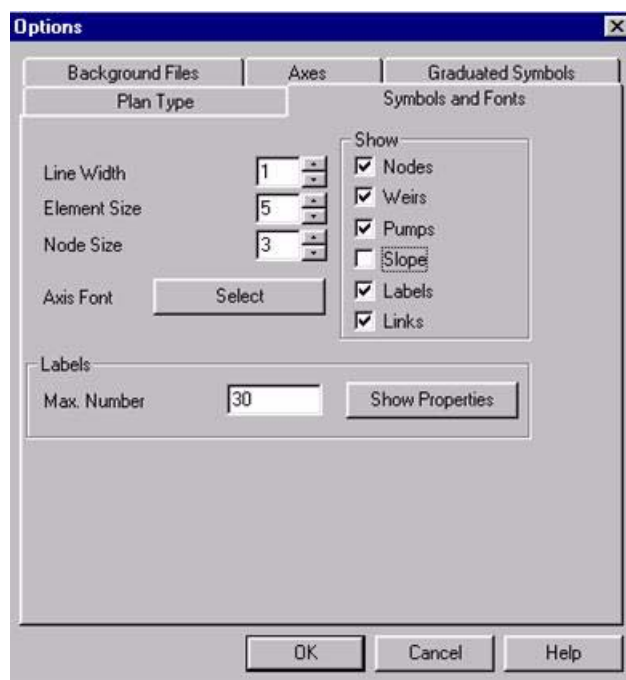 Options
Background Files
Axes
Graduated Symbols
Plan Type
Symbols and Fonts
Line Width
1
Element Size
5
Node Size
3
Axis Font
Select
Show
Nodes
Weirs
Pumps
Slope
Labels
Links
Labels
Max. Number
30
Show Properties
OK
Cancel
Help